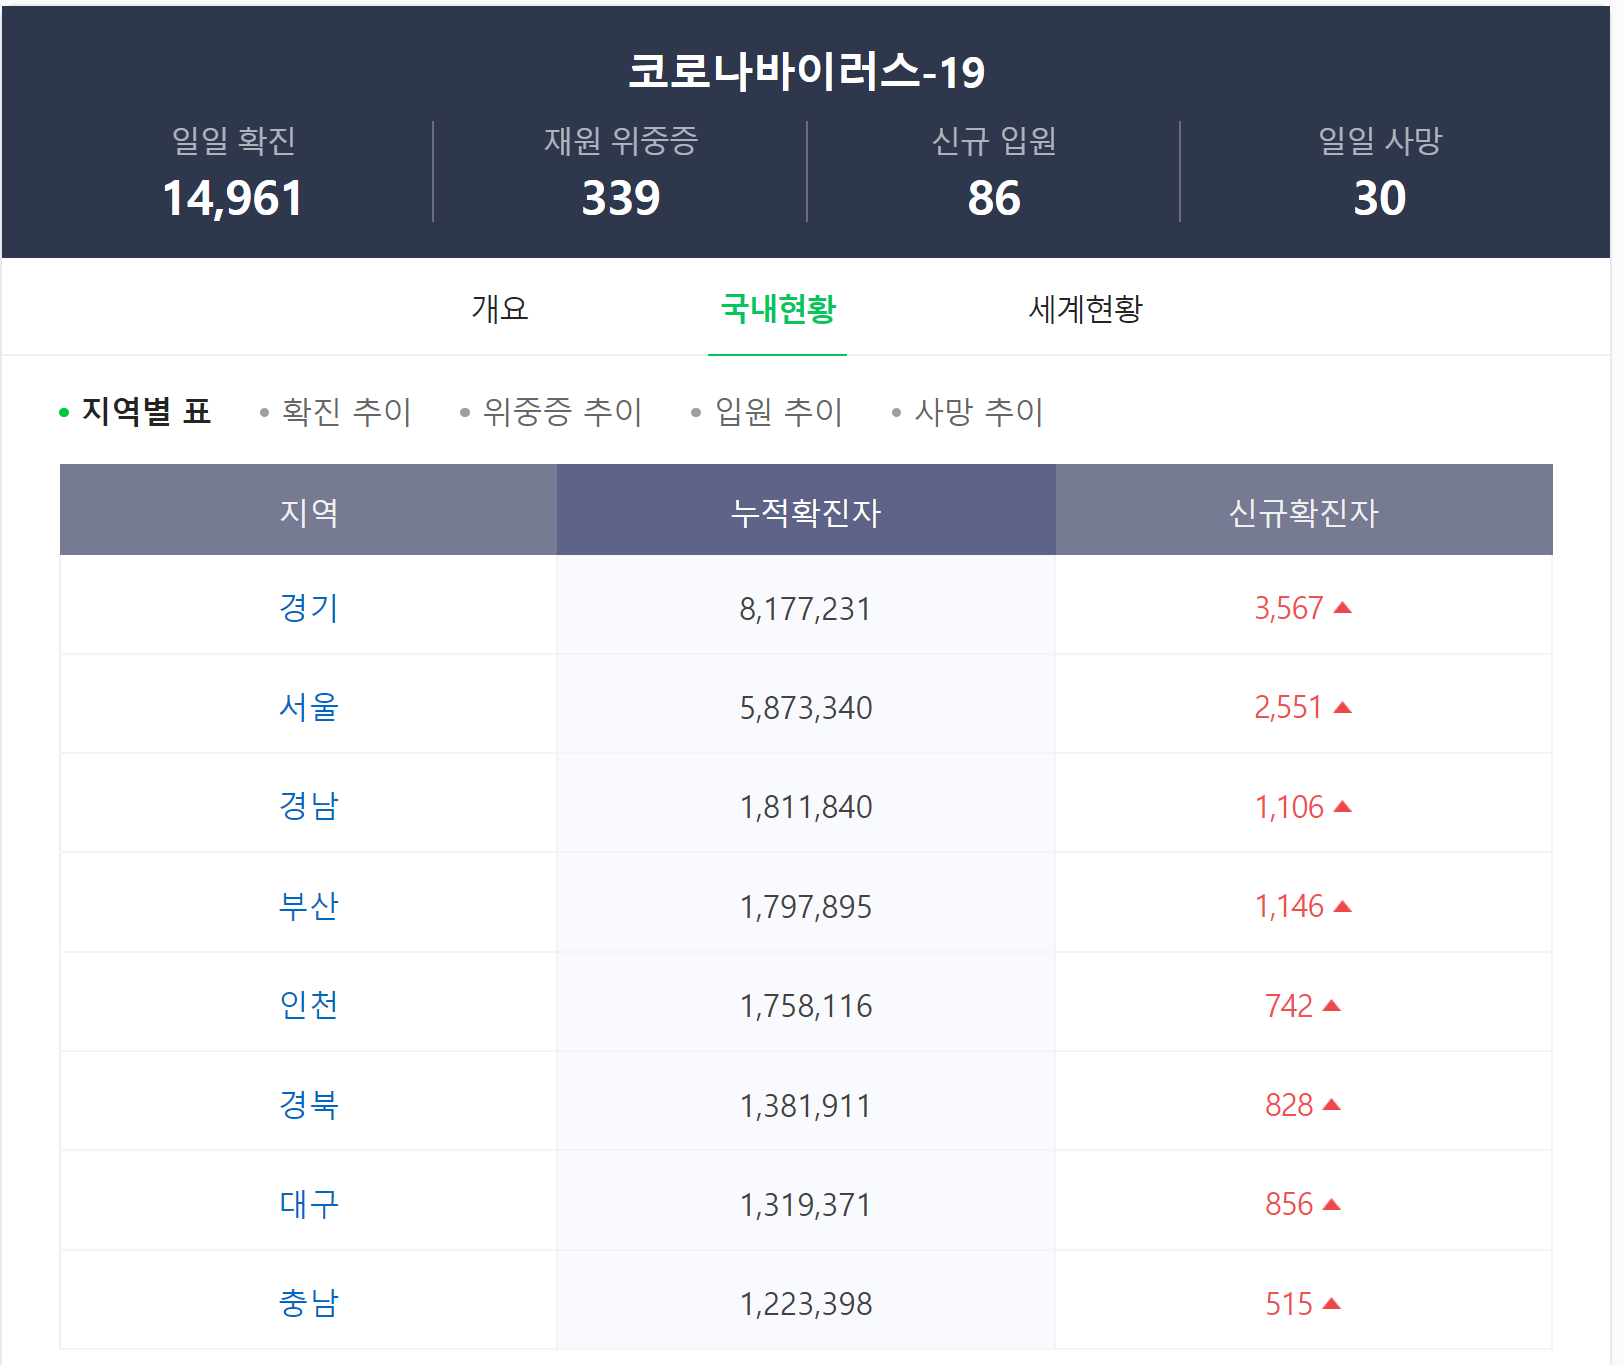 코로나바이러스-19
일일 확진 재원 위중증 신규 입원 일일 사망
14,961 339 86 30
개요 국내현황 세계현황
지역별 표 확진 추이 위중증 추이 입원 추이 사망 추이
지역 누적확진자 신규확진자
경기 8,177,231 3,567
서울 5,873,340 2,551
경남 1,811,840 1,106
부산 1,797,895 1,146
인천 1,758,116 742
경북 1,381,911 828
대구 1,319,371 856
충남 1,223,398 515